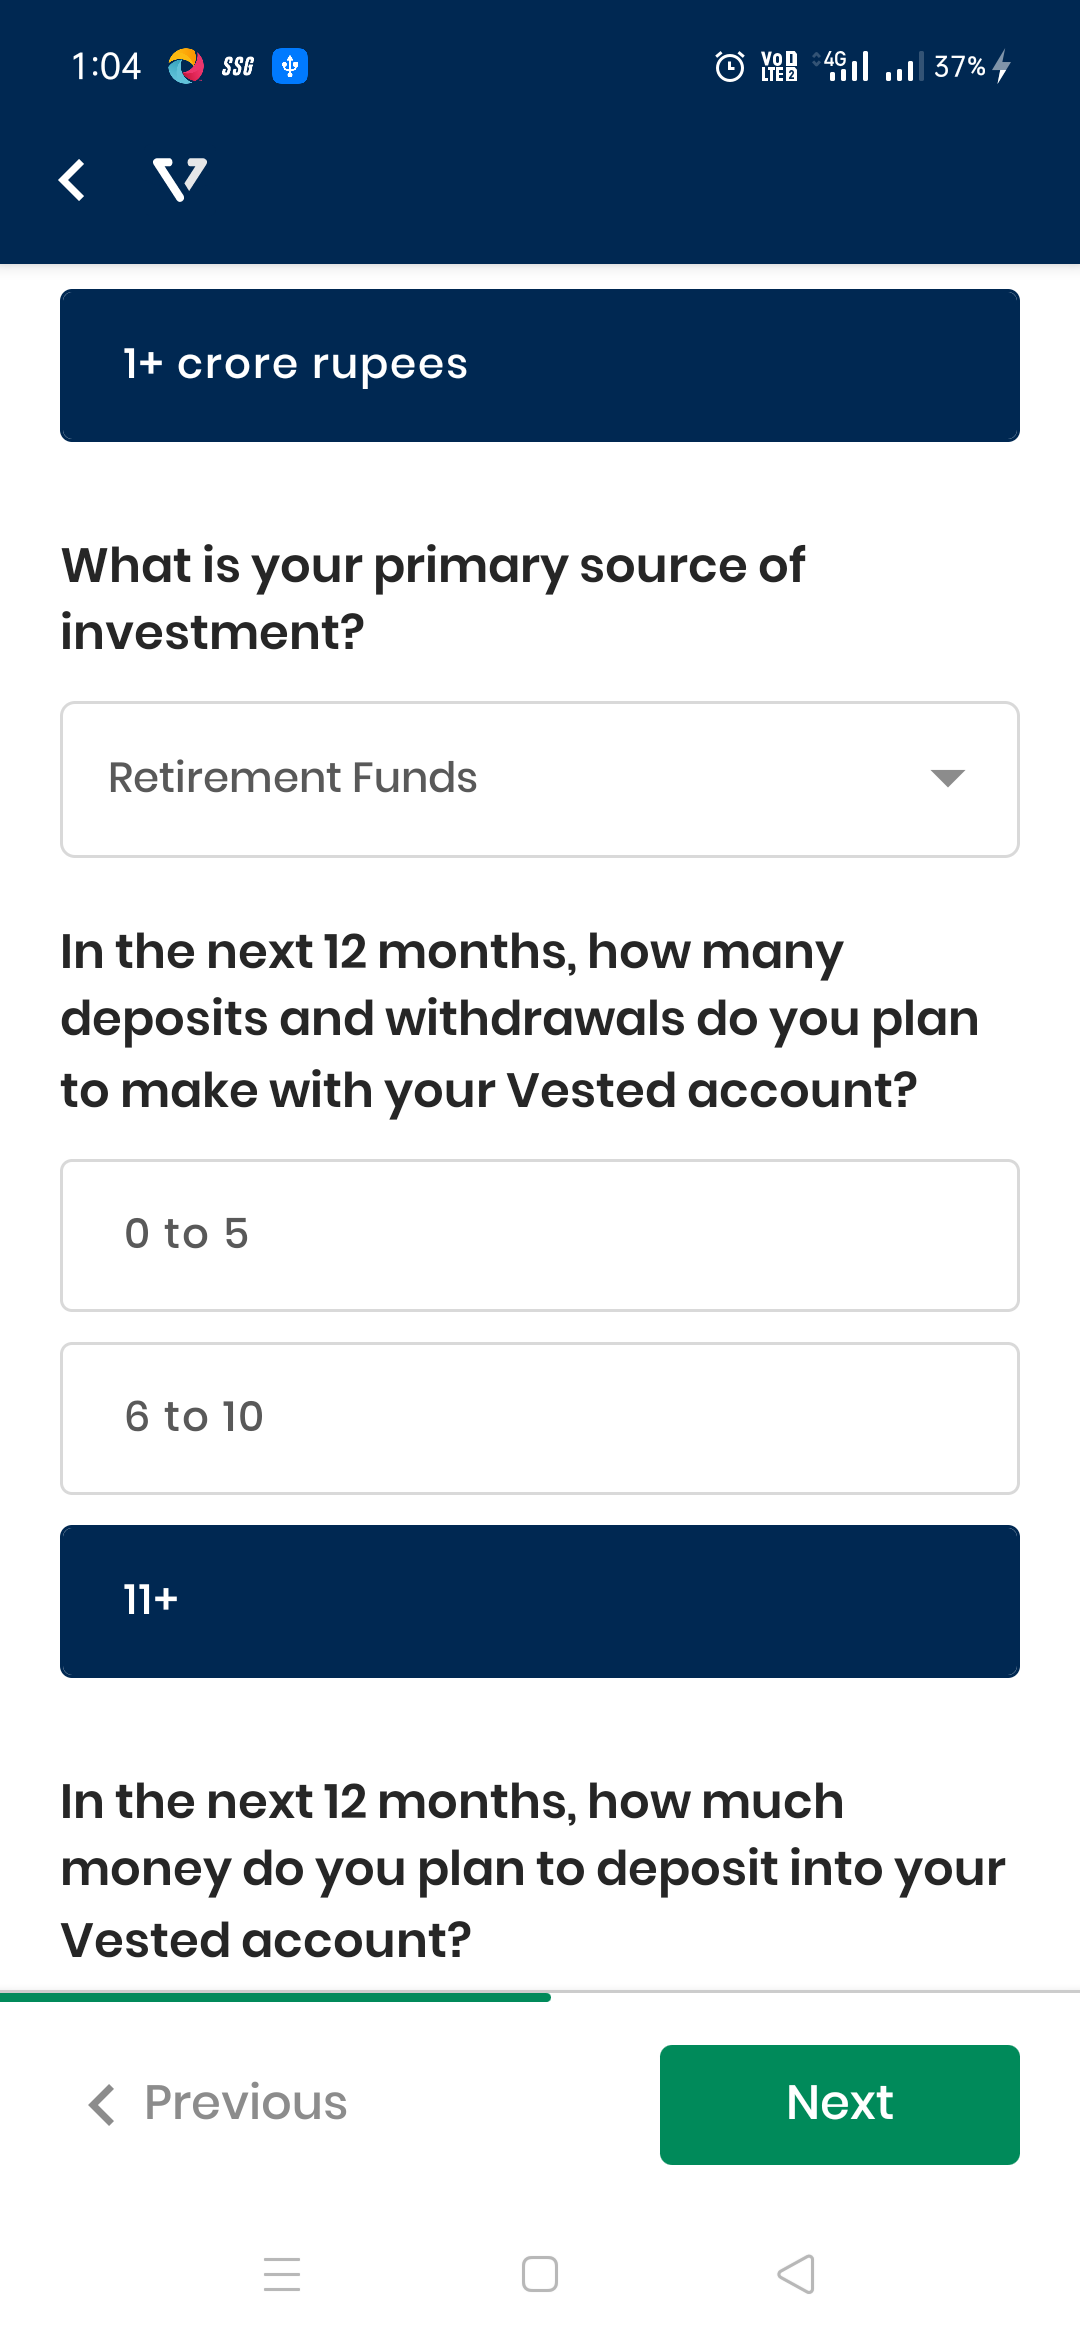 1:04 SSG VoD LTE 2 4G 37%
1+ crore rupees
What is your primary source of
investment?
Retirement Funds
In the next 12 months, how many
deposits and withdrawals do you plan
to make with your Vested account?
0 to 5
6 to 10
11+
In the next 12 months, how much
money do you plan to deposit into your
Vested account?
Previous
Next